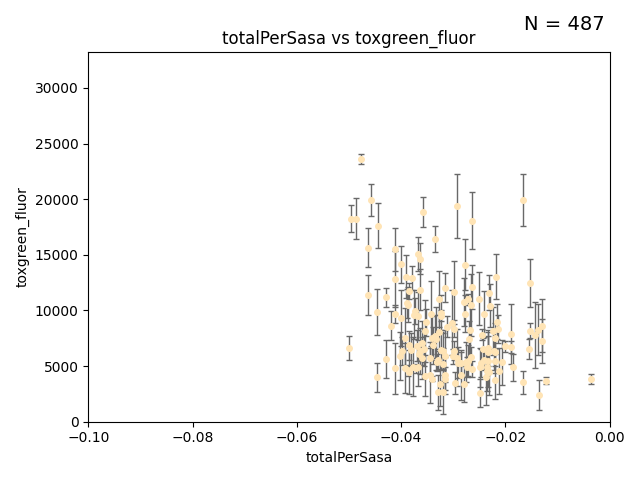 N = 487
totalPerSasa vs toxgreen_fluor
30000
25000
20000
15000
10000
5000
0
toxgreen_fluor
−0.10 −0.08 −0.06 −0.04 −0.02 0.00
totalPerSasa